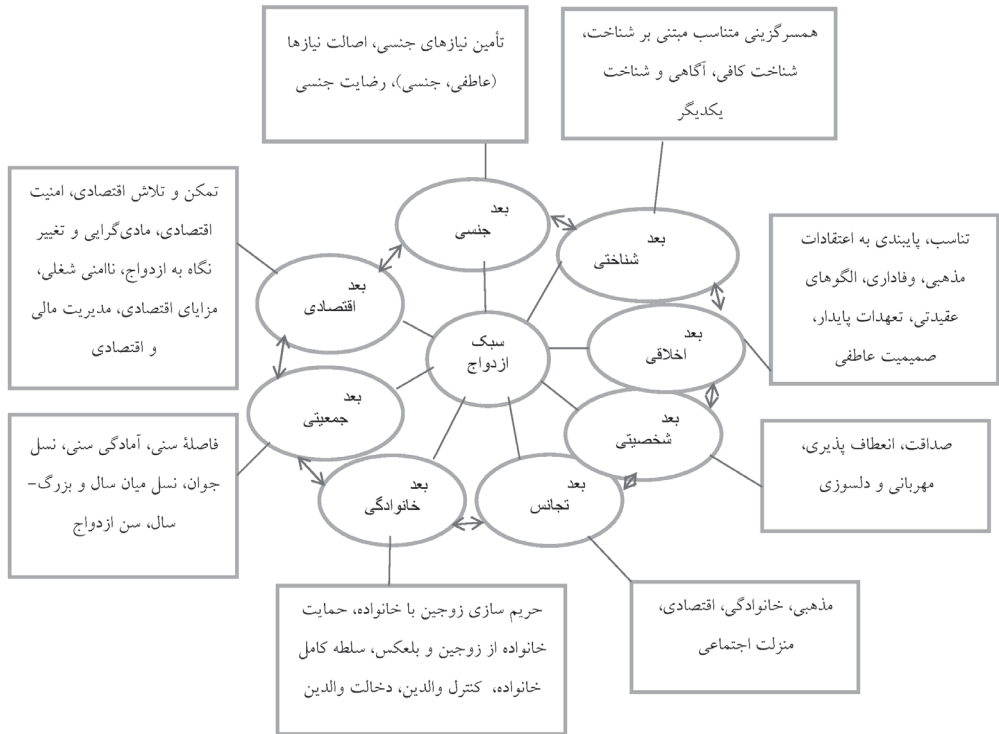 همسرگزینی متناسب مبتنی بر شناخت،
شناخت کافی، آگاهی و شناخت
یکدیگر
تأمین نیازهای جنسی، اصالت نیازها
(عاطفی، جنسی)، رضایت جنسی
تمکن و تلاش اقتصادی، امنیت
اقتصادی، مادی‌گرایی و تغییر
نگاه به ازدواج، ناامنی شغلی،
مزایای اقتصادی، مدیریت مالی
و اقتصادی
تناسب، پایبندی به اعتقادات
مذهبی، وفاداری، الگوهای
عقیدتی، تعهدات پایدار،
صمیمیت عاطفی
بعد
جنسی
بعد
شناختی
بعد
اقتصادی
بعد
اخلاقی
سبک
ازدواج
بعد
جمعیتی
بعد
شخصیتی
بعد
خانوادگی
بعد
تجانس
فاصلهٔ سنی، آمادگی سنی، نسل
جوان، نسل میان سال و بزرگ-
سال، سن ازدواج
صداقت، انعطاف پذیری،
مهربانی و دلسوزی
حریم سازی زوجین با خانواده، حمایت
خانواده از زوجین و بلعکس، سلطه کامل
خانواده، کنترل والدین، دخالت والدین
مذهبی، خانوادگی، اقتصادی،
منزلت اجتماعی